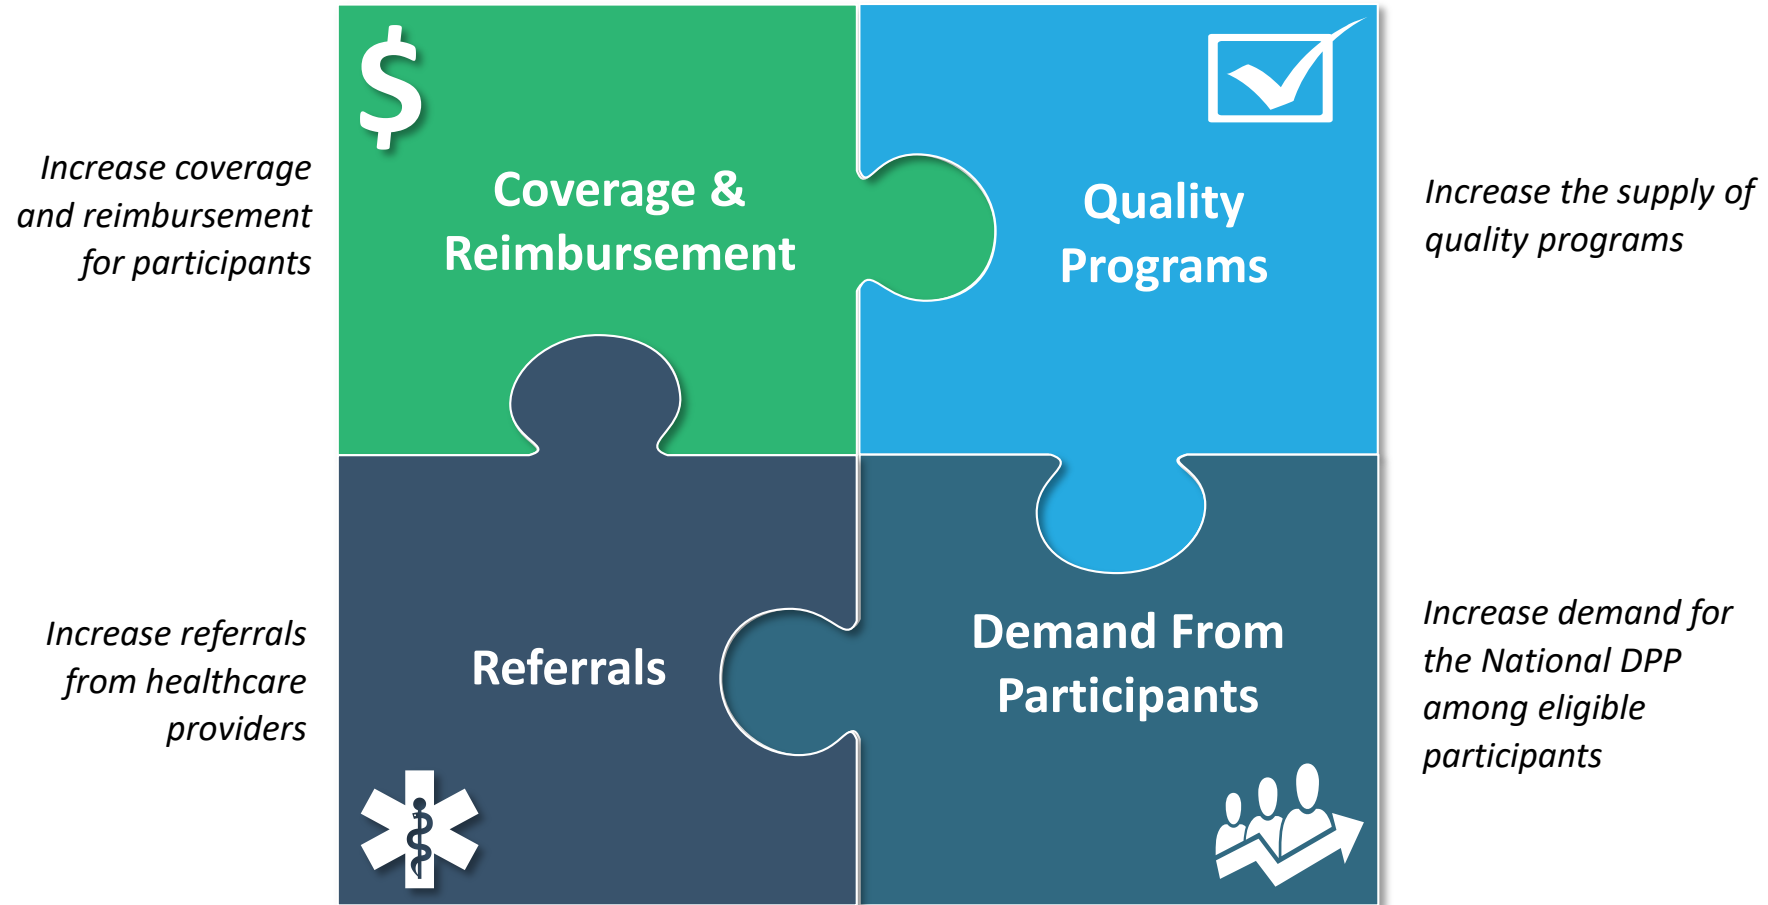 $
Increase coverage
and reimbursement
for participants
Coverage &
Reimbursement
Quality
Programs
Increase the supply of
quality programs
Increase referrals
from healthcare
providers
Referrals
Demand From
Participants
Increase demand for
the National DPP
among eligible
participants